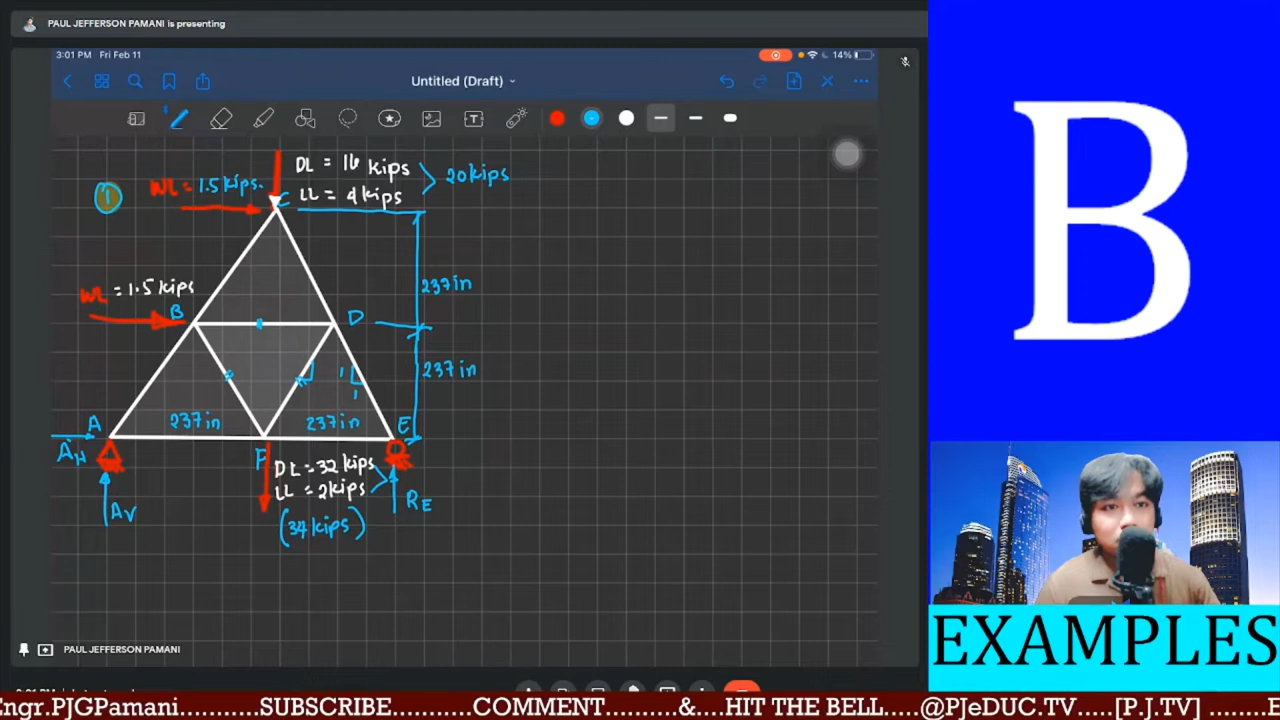 PAUL JEFFERSON PAMANI is presenting
3:01 PM Fri Feb 11
14%
Untitled (Draft)
T
1
WL = 1.5 kips.
C
DL = 16 kips
LL = 4 kips
20 kips
237 in
WL = 1.5 kips
B
D
237 in
1
1
A
237 in
237 in
E
AH
F
DL = 32 kips
LL = 2 kips
(34 kips)
RE
AV
PAUL JEFFERSON PAMANI
B
EXAMPLES
Engr.PJGPamani............SUBSCRIBE..........COMMENT.........&....HIT THE BELL......@PJeDUC.TV.....[P.J.TV]